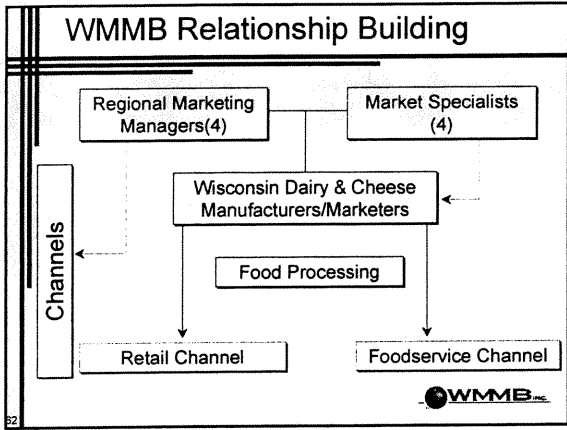 WMMB Relationship Building
Regional Marketing
Managers(4)
Market Specialists
(4)
Wisconsin Dairy & Cheese
Manufacturers/Marketers
Channels
Food Processing
Retail Channel
Foodservice Channel
WMMB INC.
62